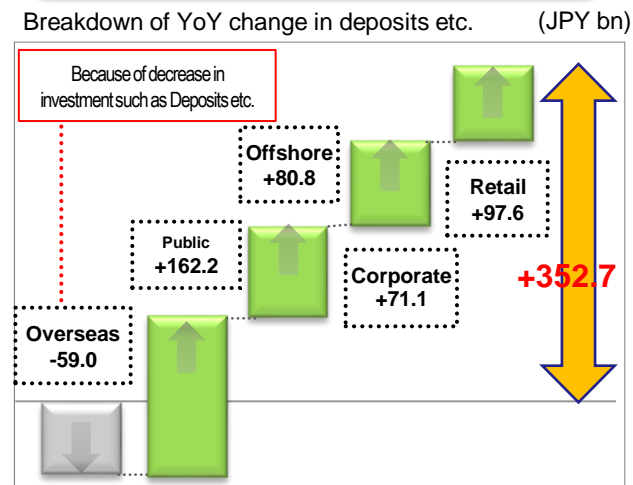 Breakdown of YoY change in deposits etc.
(JPY bn)
Because of decrease in
investment such as Deposits etc.
Offshore
+80.8
Retail
+97.6
Public
+162.2
Corporate
+71.1
+352.7
Overseas
-59.0